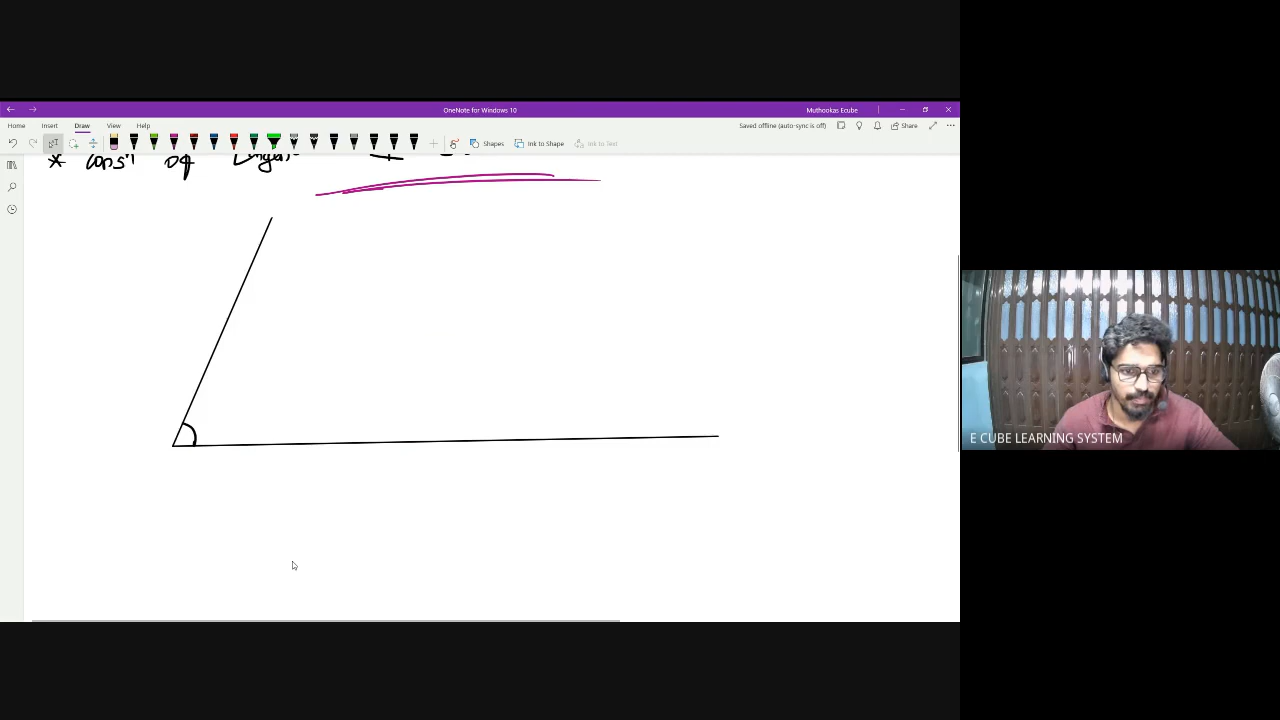 OneNote for Windows 10
Muthookas Ecube
Home Insert Draw View Help
Saved offline (auto-sync is off)
Share
Shapes
Ink to Shape
Ink to Text
* Consⁿ of
E CUBE LEARNING SYSTEM